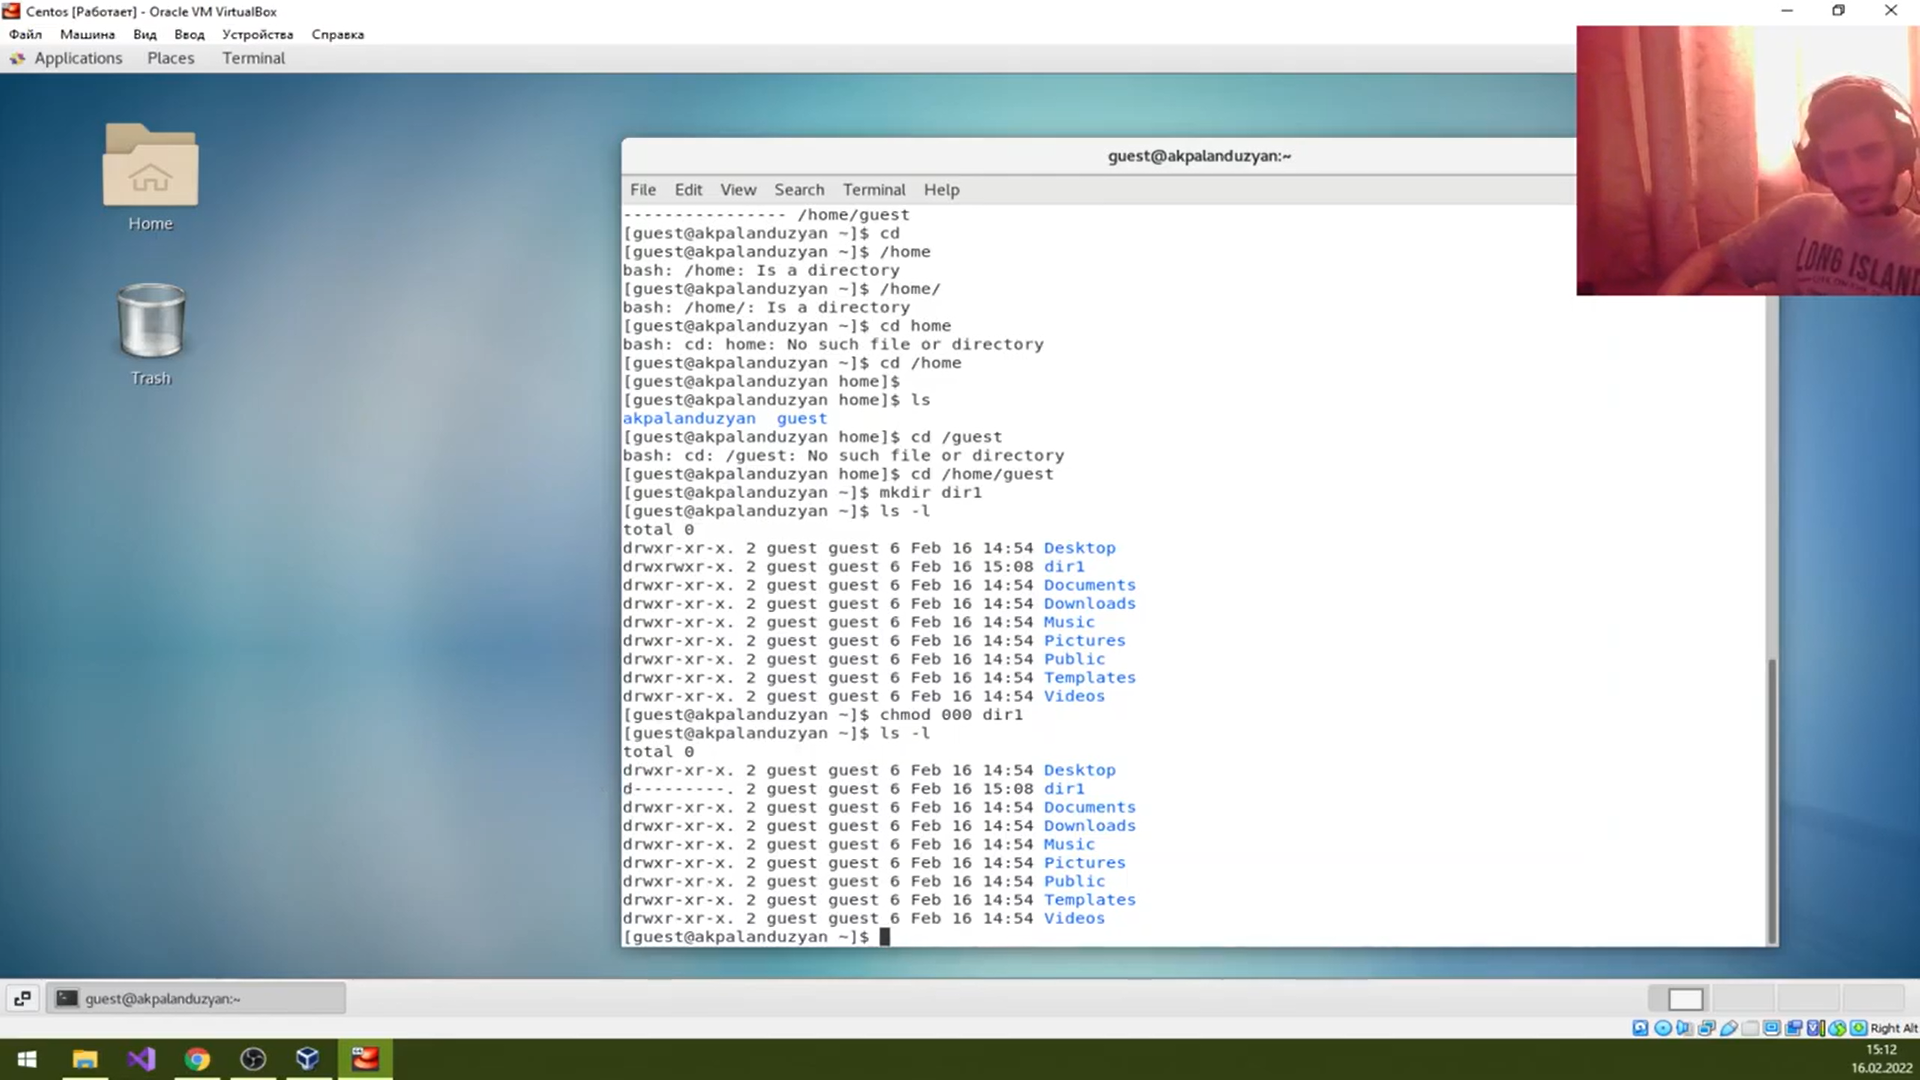 Centos [Работает] - Oracle VM VirtualBox
Файл Машина Вид Ввод Устройства Справка
Applications Places Terminal
Home
Trash
guest@akpalanduzyan:~
File Edit View Search Terminal Help
---------------- /home/guest
[guest@akpalanduzyan ~]$ cd
[guest@akpalanduzyan ~]$ /home
bash: /home: Is a directory
[guest@akpalanduzyan ~]$ /home/
bash: /home/: Is a directory
[guest@akpalanduzyan ~]$ cd home
bash: cd: home: No such file or directory
[guest@akpalanduzyan ~]$ cd /home
[guest@akpalanduzyan home]$
[guest@akpalanduzyan home]$ ls
akpalanduzyan guest
[guest@akpalanduzyan home]$ cd /guest
bash: cd: /guest: No such file or directory
[guest@akpalanduzyan home]$ cd /home/guest
[guest@akpalanduzyan ~]$ mkdir dir1
[guest@akpalanduzyan ~]$ ls -l
total 0
drwxr-xr-x. 2 guest guest 6 Feb 16 14:54 Desktop
drwxrwxr-x. 2 guest guest 6 Feb 16 15:08 dir1
drwxr-xr-x. 2 guest guest 6 Feb 16 14:54 Documents
drwxr-xr-x. 2 guest guest 6 Feb 16 14:54 Downloads
drwxr-xr-x. 2 guest guest 6 Feb 16 14:54 Music
drwxr-xr-x. 2 guest guest 6 Feb 16 14:54 Pictures
drwxr-xr-x. 2 guest guest 6 Feb 16 14:54 Public
drwxr-xr-x. 2 guest guest 6 Feb 16 14:54 Templates
drwxr-xr-x. 2 guest guest 6 Feb 16 14:54 Videos
[guest@akpalanduzyan ~]$ chmod 000 dir1
[guest@akpalanduzyan ~]$ ls -l
total 0
drwxr-xr-x. 2 guest guest 6 Feb 16 14:54 Desktop
d---------. 2 guest guest 6 Feb 16 15:08 dir1
drwxr-xr-x. 2 guest guest 6 Feb 16 14:54 Documents
drwxr-xr-x. 2 guest guest 6 Feb 16 14:54 Downloads
drwxr-xr-x. 2 guest guest 6 Feb 16 14:54 Music
drwxr-xr-x. 2 guest guest 6 Feb 16 14:54 Pictures
drwxr-xr-x. 2 guest guest 6 Feb 16 14:54 Public
drwxr-xr-x. 2 guest guest 6 Feb 16 14:54 Templates
drwxr-xr-x. 2 guest guest 6 Feb 16 14:54 Videos
[guest@akpalanduzyan ~]$
LONG ISLAND
guest@akpalanduzyan:~
Right Alt
15:12
16.02.2022